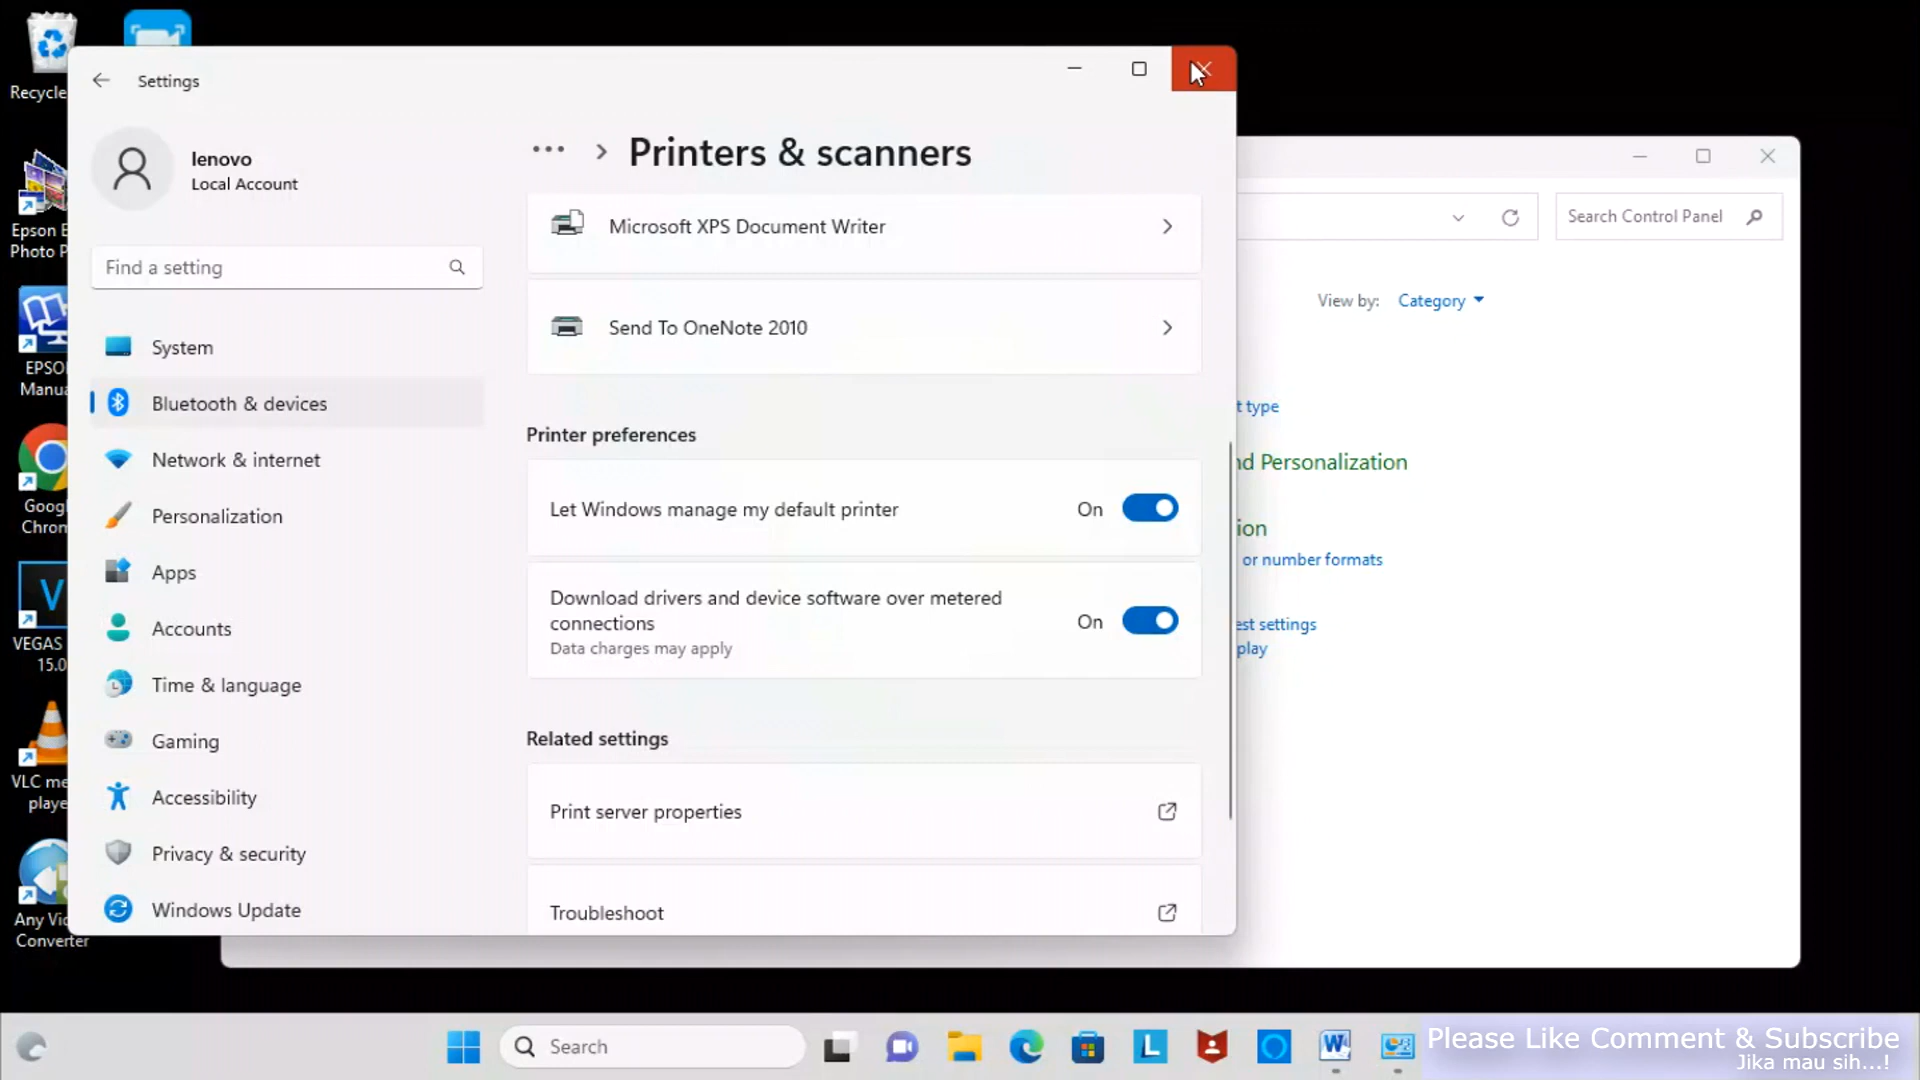 Recycle
Settings
lenovo
Local Account
Find a setting
System
Bluetooth & devices
Network & internet
Personalization
Apps
Accounts
Time & language
Gaming
Accessibility
Privacy & security
Windows Update
Printers & scanners
Microsoft XPS Document Writer
Send To OneNote 2010
Printer preferences
Let Windows manage my default printer
On
Download drivers and device software over metered
connections
Data charges may apply
On
Related settings
Print server properties
Troubleshoot
Search Control Panel
View by: Category
t type
nd Personalization
ion
or number formats
est settings
play
Epson E
Photo P
EPSO
Manua
Goog
Chrom
VEGAS
15.0
VLC me
playe
Any Vi
Converter
Search
Please Like Comment & Subscribe
Jika mau sih...!